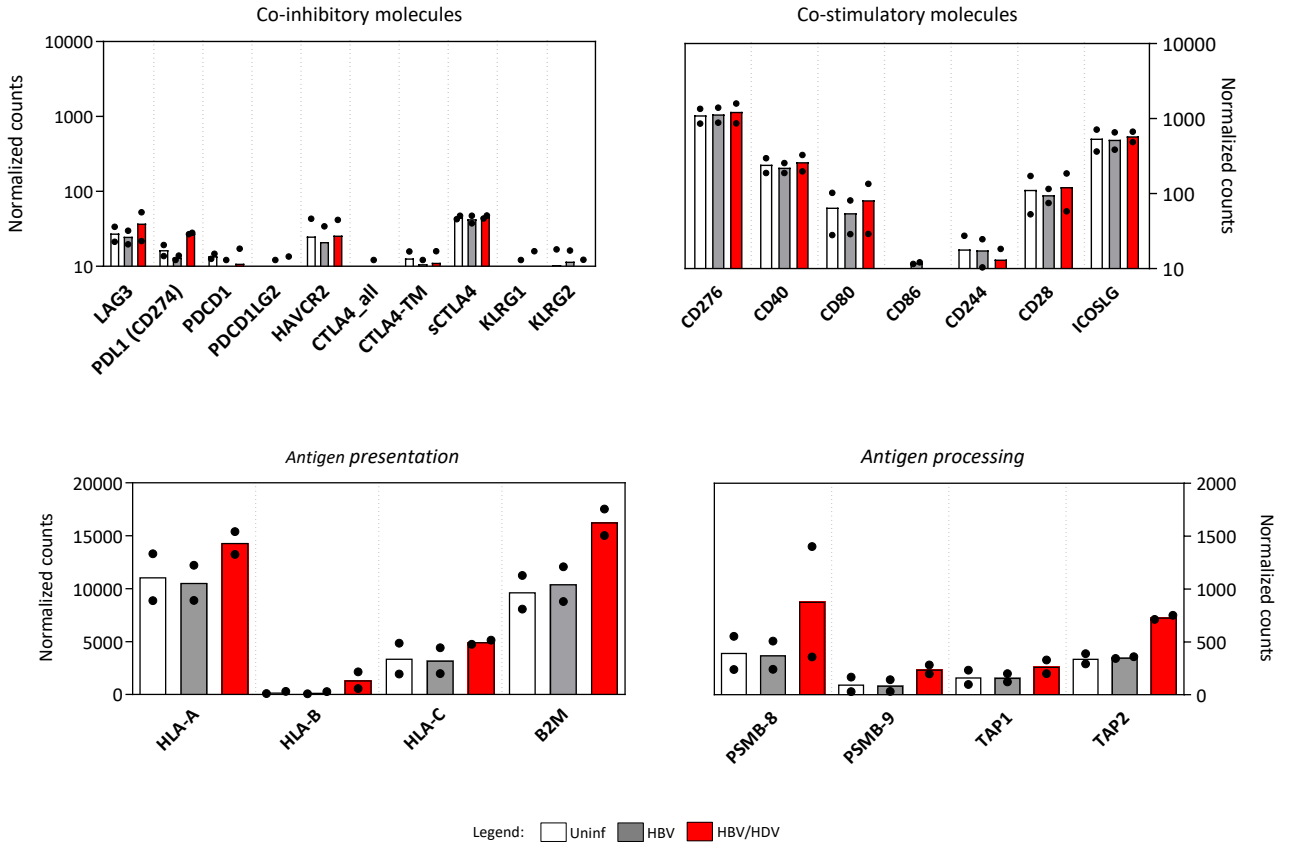 Co-inhibitory molecules
Normalized counts
10000
1000
100
10
LAG3
PDL1 (CD274)
PDCD1
PDCD1LG2
HAVCR2
CTLA4_all
CTLA4-TM
sCTLA4
KLRG1
KLRG2
Co-stimulatory molecules
10000
1000
100
10
Normalized counts
CD276
CD40
CD80
CD86
CD244
CD28
ICOSLG
Antigen presentation
Normalized counts
20000
15000
10000
5000
0
HLA-A
HLA-B
HLA-C
B2M
Antigen processing
2000
1500
1000
500
0
Normalized counts
PSMB-8
PSMB-9
TAP1
TAP2
Legend: Uninf HBV HBV/HDV